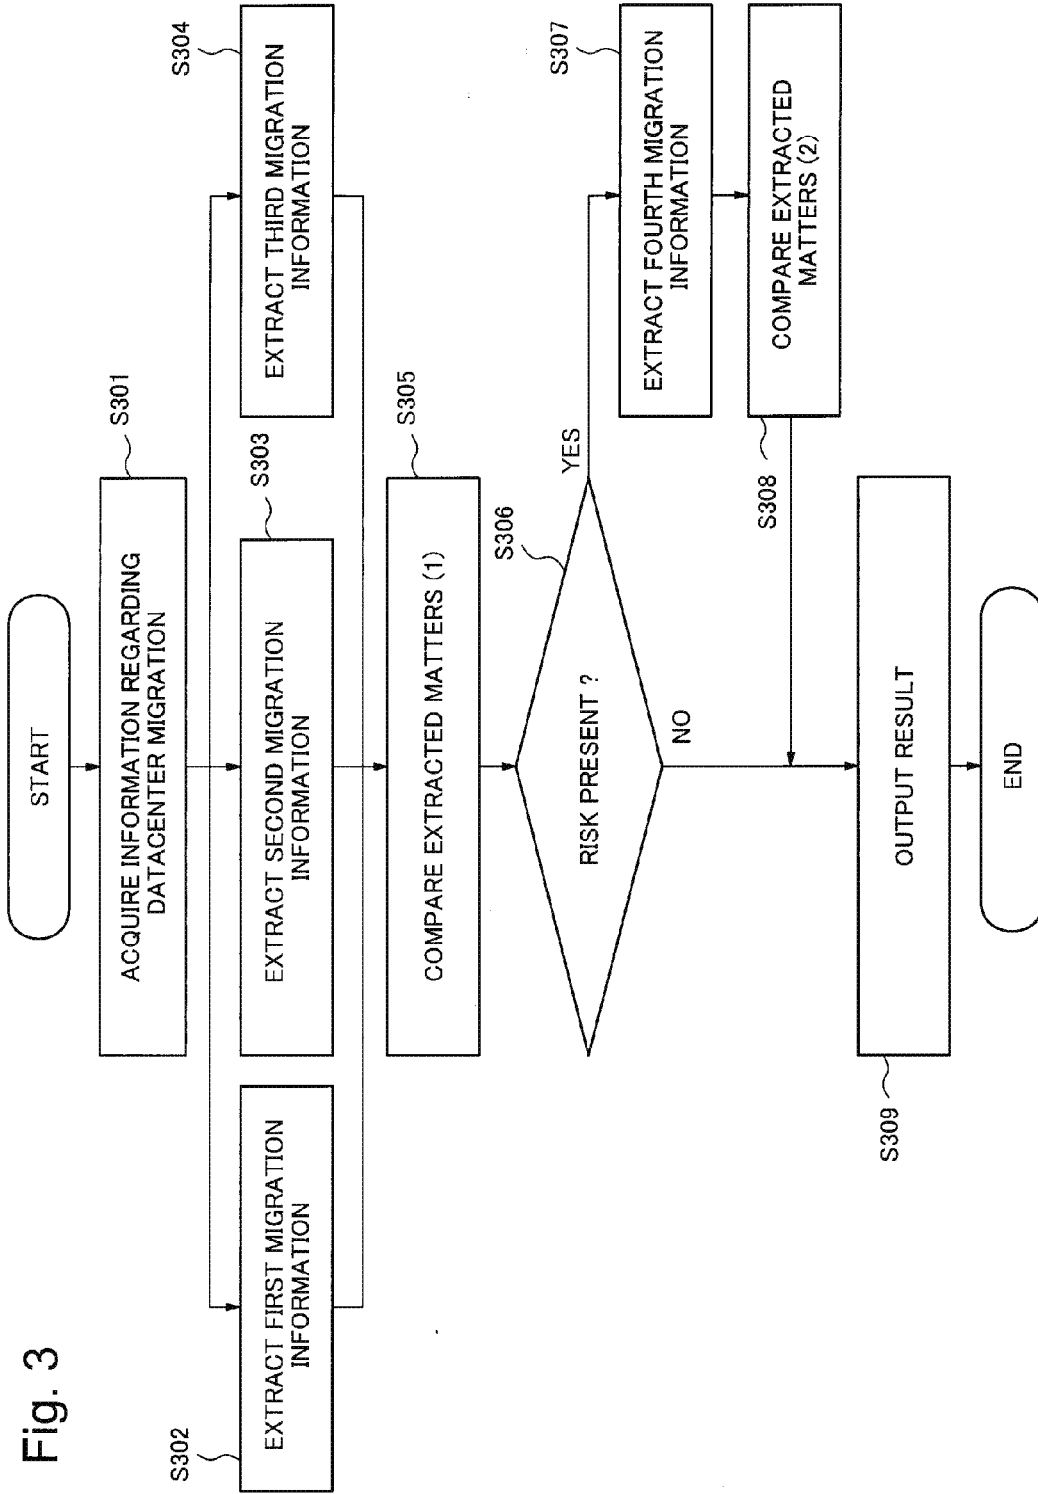 Fig. 3
START
S301
ACQUIRE INFORMATION REGARDING
DATACENTER MIGRATION
S302
EXTRACT FIRST MIGRATION
INFORMATION
S303
EXTRACT SECOND MIGRATION
INFORMATION
S304
EXTRACT THIRD MIGRATION
INFORMATION
S305
COMPARE EXTRACTED MATTERS (1)
S306
RISK PRESENT ?
YES
NO
S307
EXTRACT FOURTH MIGRATION
INFORMATION
COMPARE EXTRACTED
MATTERS (2)
S308
OUTPUT RESULT
S309
END